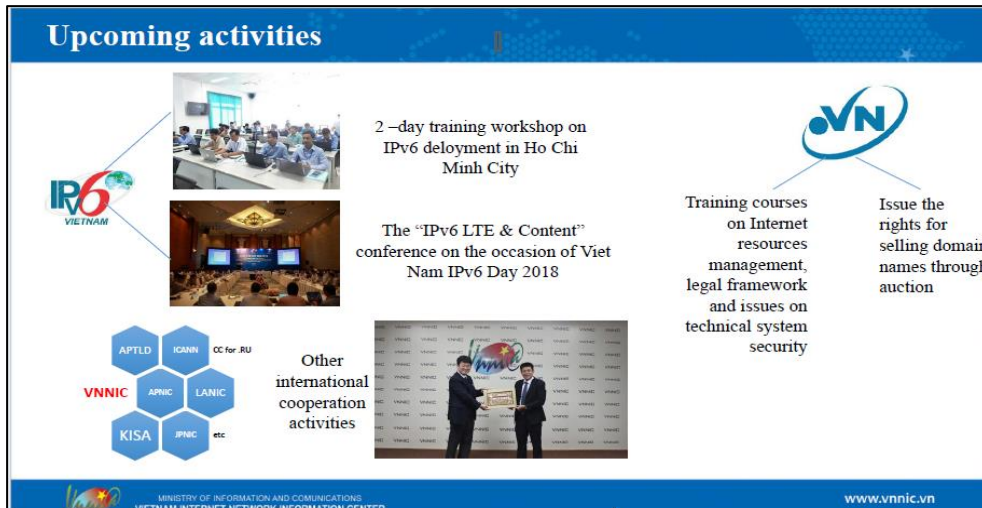 Upcoming activities
2 –day training workshop on
IPv6 deloyment in Ho Chi
Minh City
IPv6
VIETNAM
The “IPv6 LTE & Content”
conference on the occasion of Viet
Nam IPv6 Day 2018
.VN
Training courses
on Internet
resources
management,
legal framework
and issues on
technical system
security
Issue the
rights for
selling domain
names through
auction
APTLD
ICANN
CC for .RU
VNNIC
APNIC
LANIC
KISA
JPNIC
etc
Other
international
cooperation
activities
MINISTRY OF INFORMATION AND COMUNICATIONS
VIETNAM INTERNET NETWORK INFORMATION CENTER
www.vnnic.vn